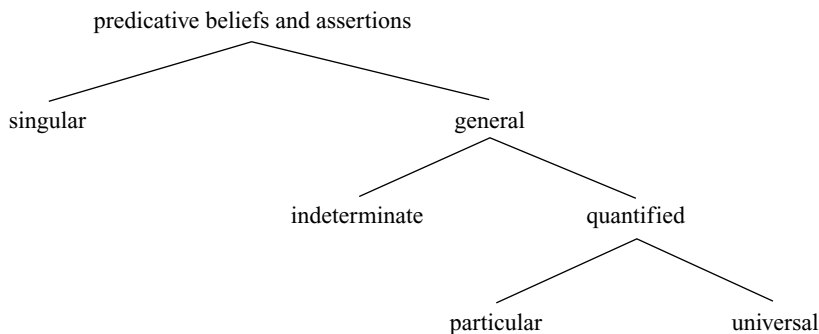 predicative beliefs and assertions
singular
general
indeterminate
quantified
particular
universal